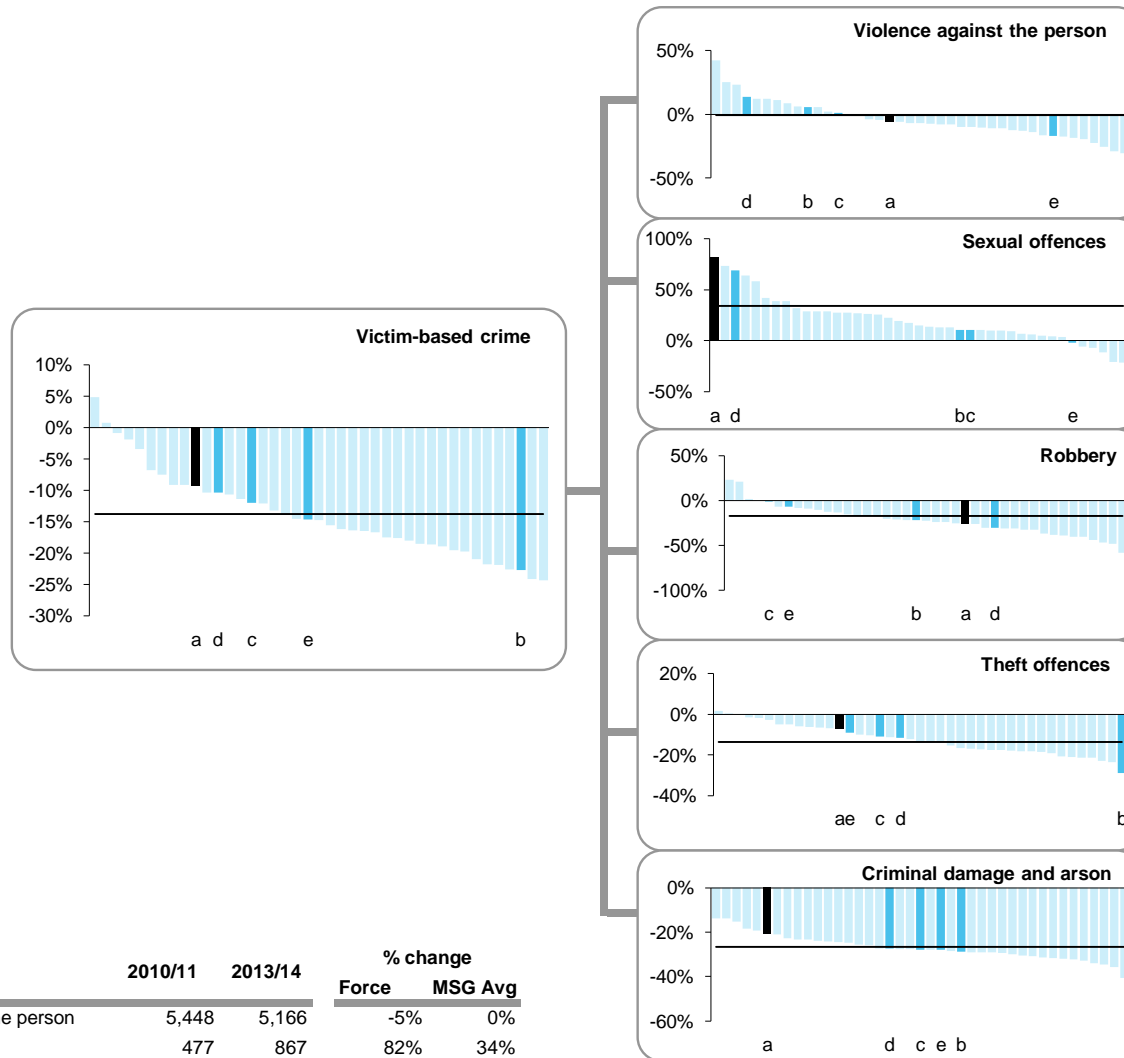 Violence against the person
50%
0%
-50%
d b c a e
Sexual offences
100%
50%
0%
-50%
a d bc e
Victim-based crime
10%
5%
0%
-5%
-10%
-15%
-20%
-25%
-30%
a d c e b
Robbery
50%
0%
-50%
-100%
c e b a d
Theft offences
20%
0%
-20%
-40%
ae c d b
Criminal damage and arson
0%
-20%
-40%
-60%
a d c e b
2010/11 2013/14 % change
Force MSG Avg
e person 5,448 5,166 -5% 0%
477 867 82% 34%